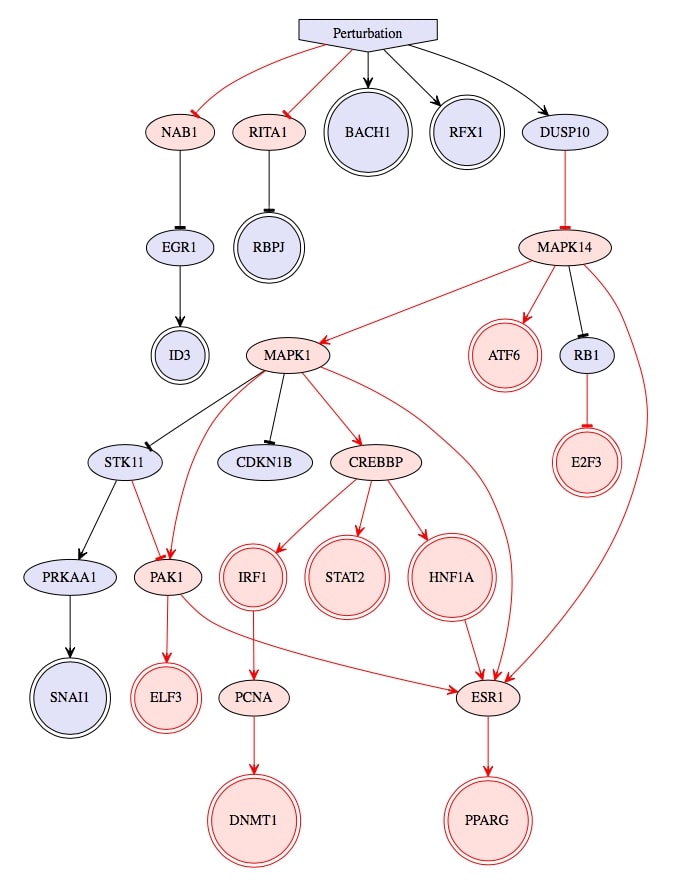 Perturbation
NAB1
RITA1
BACH1
RFX1
DUSP10
EGR1
RBPJ
MAPK14
ID3
MAPK1
ATF6
RB1
STK11
CDKN1B
CREBBP
E2F3
PRKAA1
PAK1
IRF1
STAT2
HNF1A
SNAI1
ELF3
PCNA
ESR1
DNMT1
PPARG